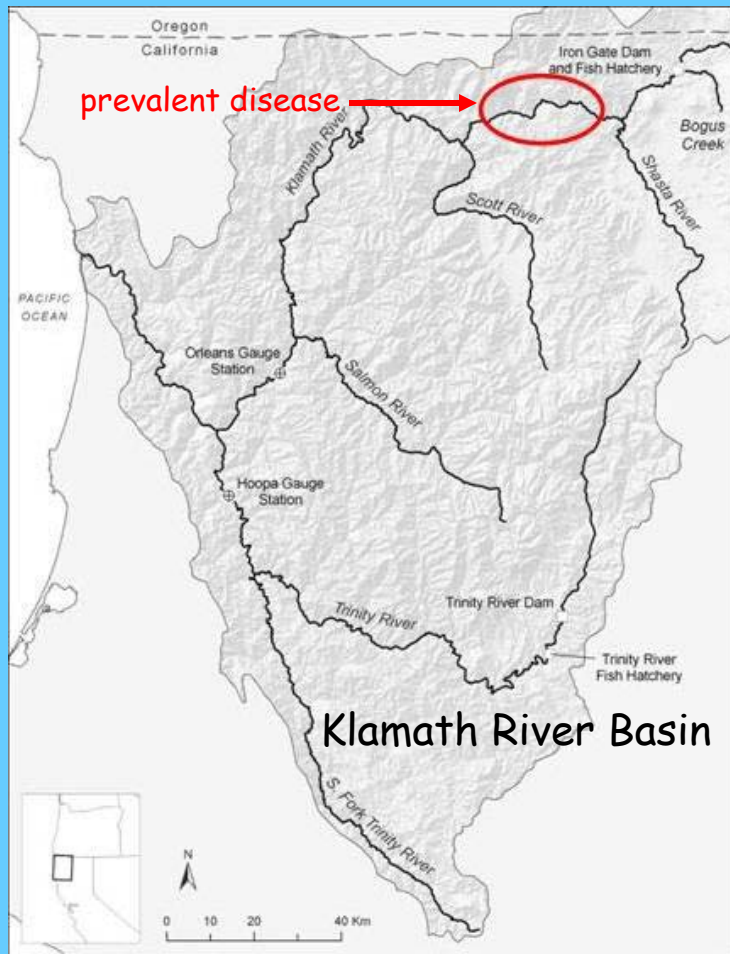 Oregon
California
Iron Gate Dam
and Fish Hatchery
prevalent disease
Bogus
Creek
Klamath River
Shasta River
Scott River
PACIFIC
OCEAN
Orleans Gauge
Station
Salmon River
Hoopa Gauge
Station
Trinity River Dam
Trinity River
Trinity River
Fish Hatchery
Klamath River Basin
S. Fork Trinity River
N
0 10 20 40 Km